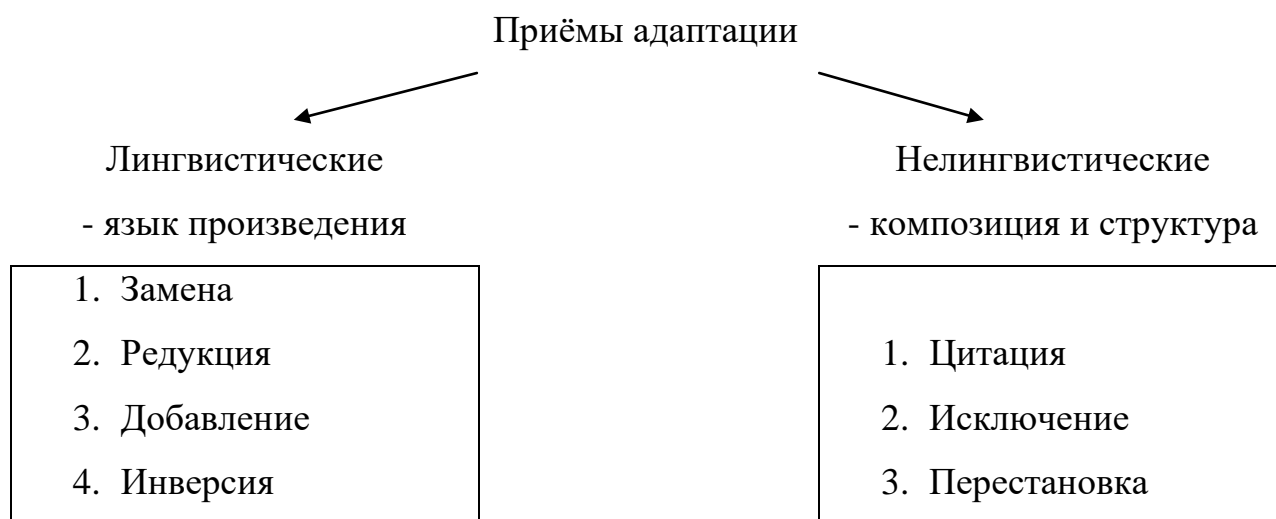 Приёмы адаптации
Лингвистические
- язык произведения
1. Замена
2. Редукция
3. Добавление
4. Инверсия
Нелингвистические
- композиция и структура
1. Цитация
2. Исключение
3. Перестановка